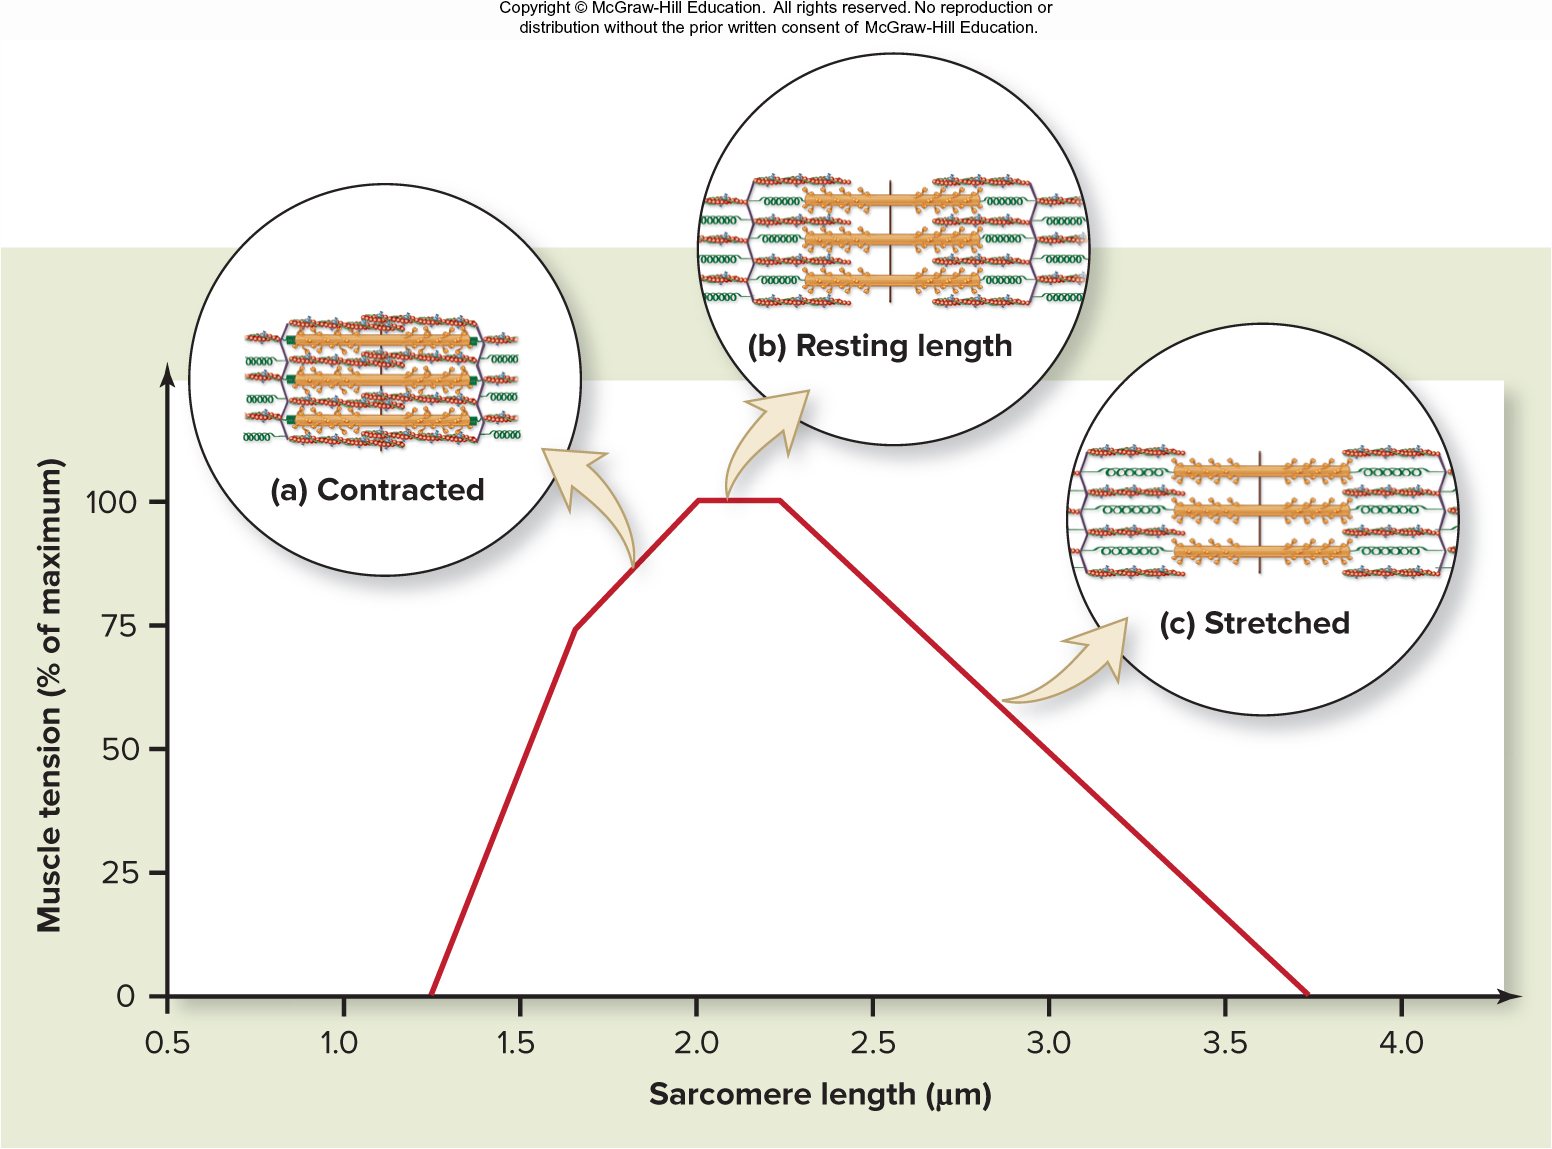 Copyright © McGraw-Hill Education. All rights reserved. No reproduction or
distribution without the prior written consent of McGraw-Hill Education.
(b) Resting length
(a) Contracted
(c) Stretched
Muscle tension (% of maximum)
100
75
50
25
0
0.5 1.0 1.5 2.0 2.5 3.0 3.5 4.0
Sarcomere length (μm)